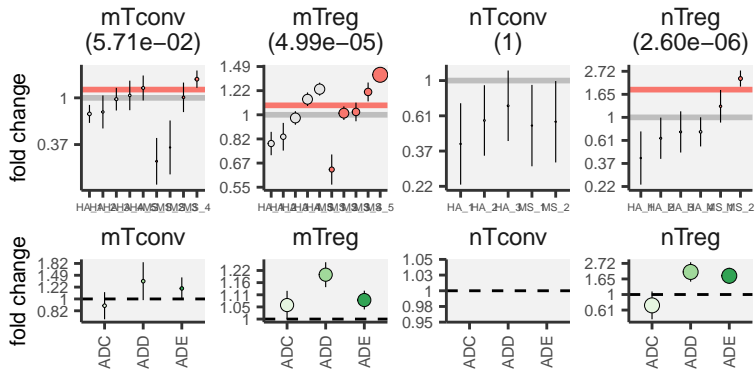 mTconv
(5.71e−02)
mTreg
(4.99e−05)
nTconv
(1)
nTreg
(2.60e−06)
fold change
1
0.37
1.49
1.22
1
0.82
0.67
0.55
1
0.61
0.37
0.22
2.72
1.65
1
0.61
0.37
0.22
MS_4
MS_5
HA_1
HA_2
HA_3
MS_1
MS_2
HA_1
HA_2
MS_2
mTconv
mTreg
nTconv
nTreg
fold change
1.82
1.49
1.22
1
0.82
1.22
1.16
1.11
1.05
1
1.05
1.03
1
0.98
0.95
2.72
1.65
1
0.61
ADC
ADD
ADE
ADC
ADD
ADE
ADC
ADD
ADE
ADC
ADD
ADE